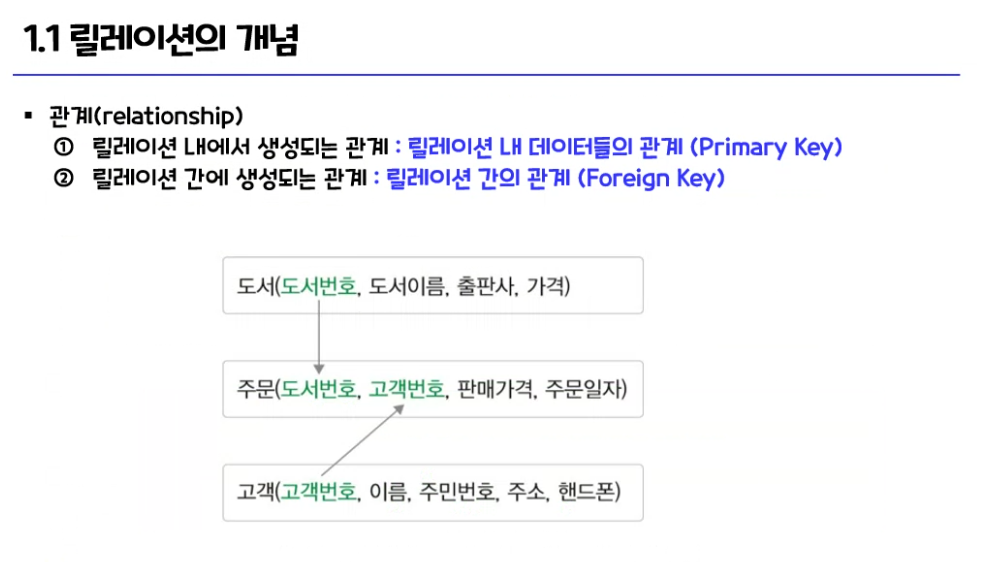 1.1 릴레이션의 개념
▪ 관계(relationship)
① 릴레이션 내에서 생성되는 관계 : 릴레이션 내 데이터들의 관계 (Primary Key)
② 릴레이션 간에 생성되는 관계 : 릴레이션 간의 관계 (Foreign Key)
도서(도서번호, 도서이름, 출판사, 가격)
주문(도서번호, 고객번호, 판매가격, 주문일자)
고객(고객번호, 이름, 주민번호, 주소, 핸드폰)